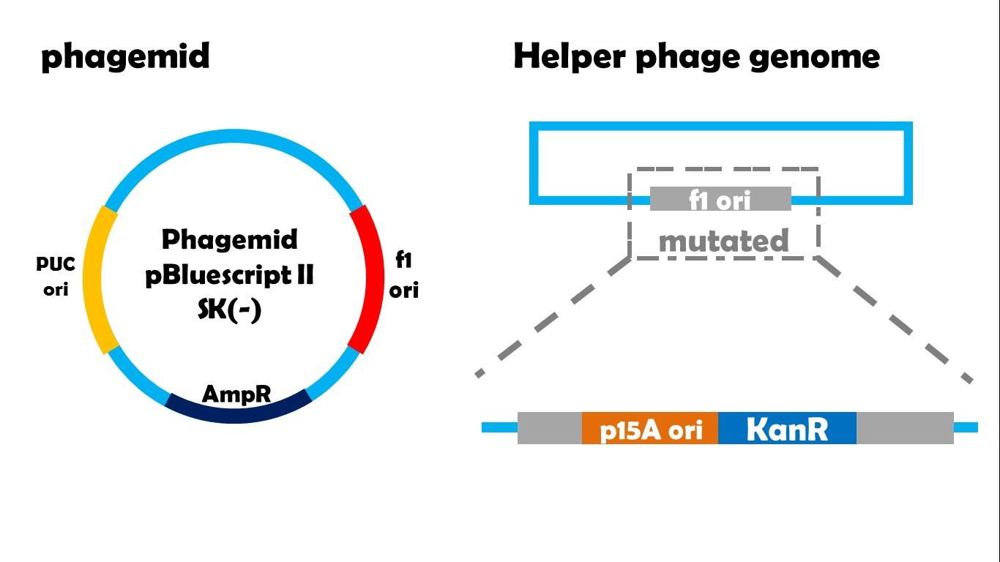 phagemid
Helper phage genome
PUC
ori
Phagemid
pBluescript II
SK(-)
f1
ori
AmpR
f1 ori
mutated
p15A ori
KanR